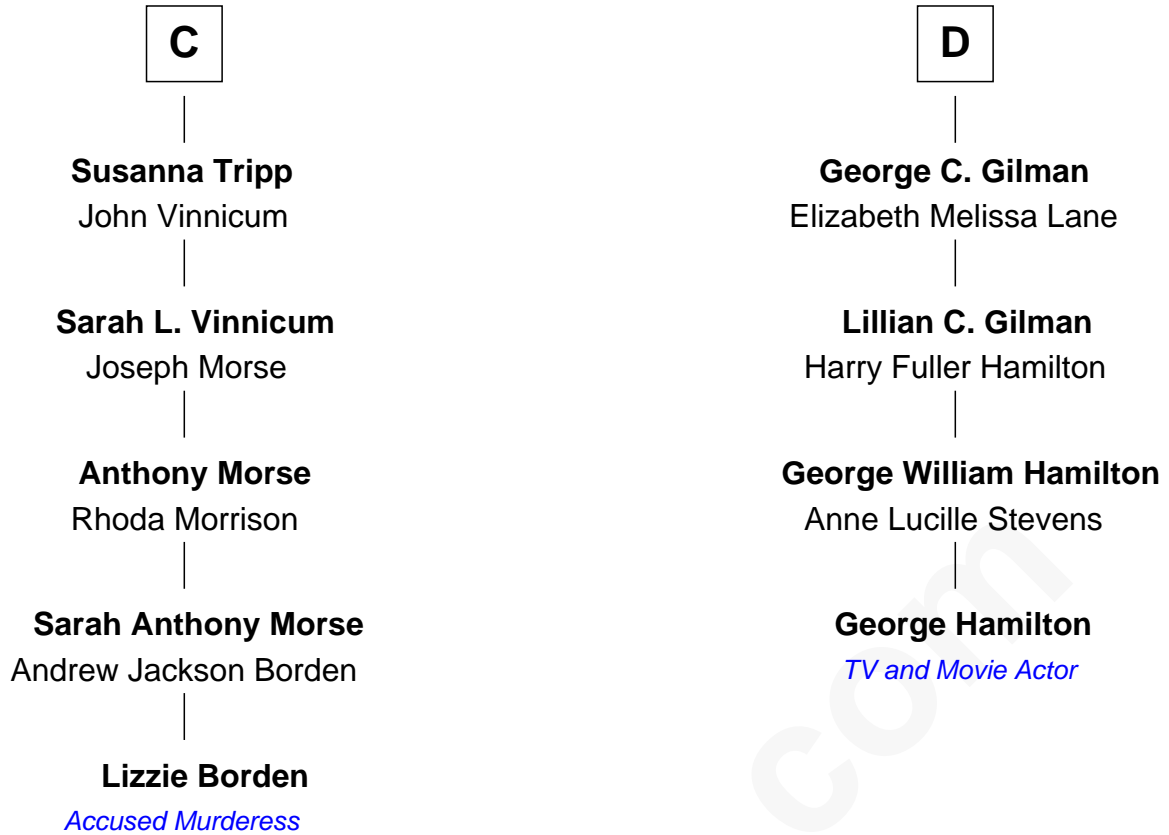 C
Susanna Tripp
John Vinnicum
Sarah L. Vinnicum
Joseph Morse
Anthony Morse
Rhoda Morrison
Sarah Anthony Morse
Andrew Jackson Borden
Lizzie Borden
Accused Murderess
D
George C. Gilman
Elizabeth Melissa Lane
Lillian C. Gilman
Harry Fuller Hamilton
George William Hamilton
Anne Lucille Stevens
George Hamilton
TV and Movie Actor
com